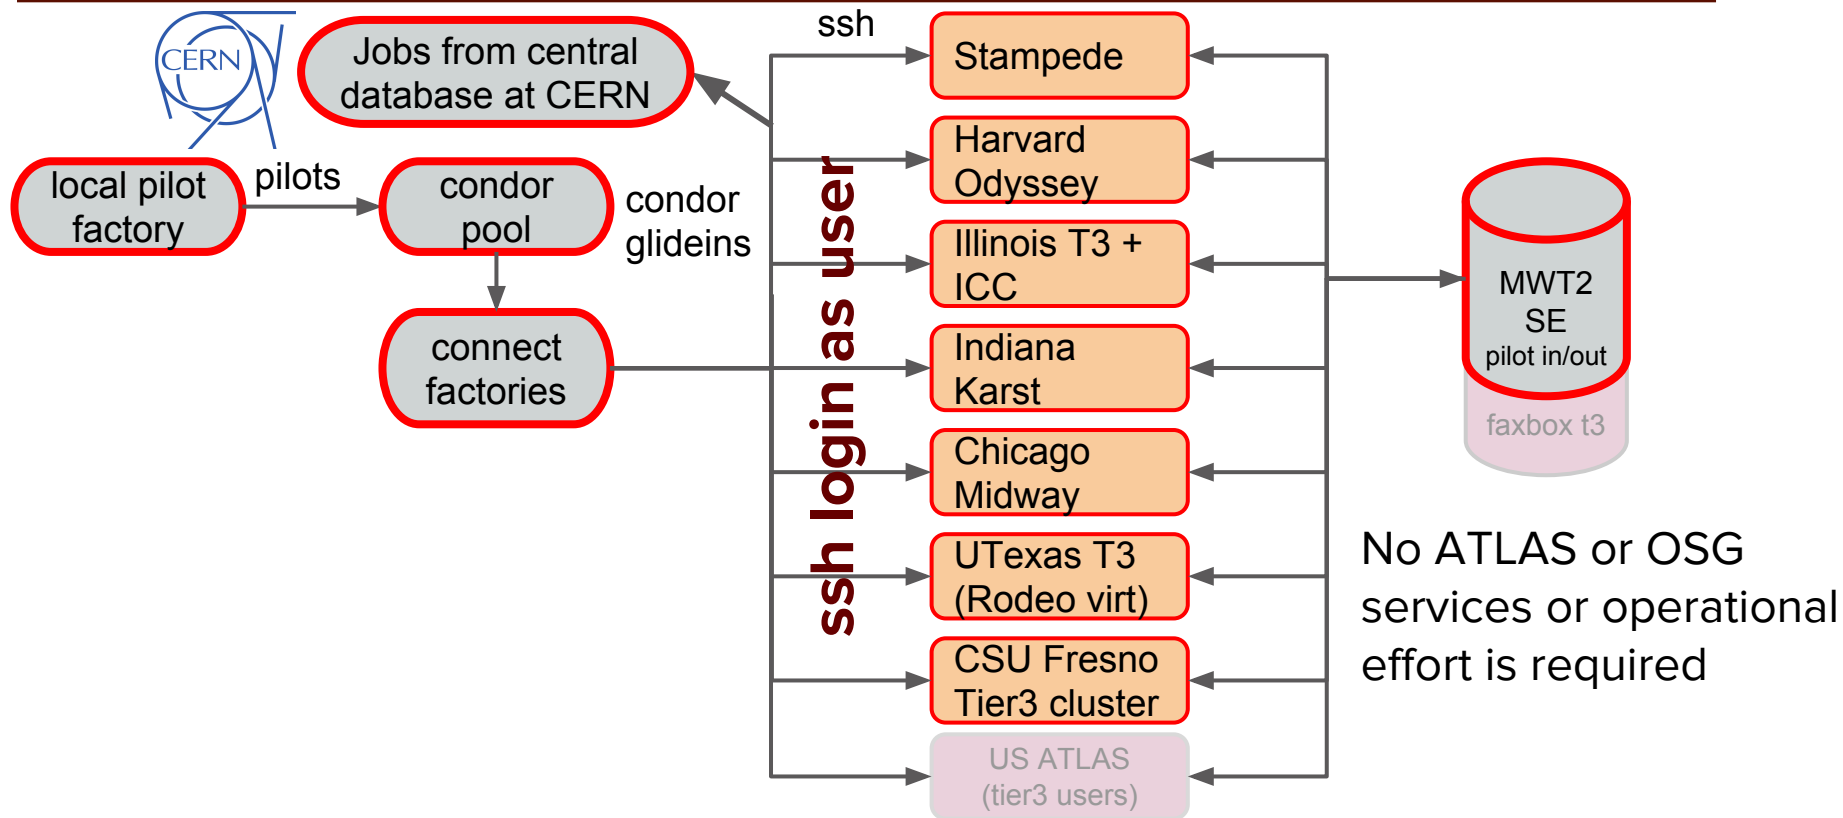 CERN
Jobs from central
database at CERN
local pilot
factory
pilots
condor
pool
condor
glideins
connect
factories
ssh
ssh login as user
Stampede
Harvard
Odyssey
Illinois T3 +
ICC
Indiana
Karst
Chicago
Midway
UTexas T3
(Rodeo virt)
CSU Fresno
Tier3 cluster
US ATLAS
(tier3 users)
MWT2
SE
pilot in/out
faxbox t3
No ATLAS or OSG
services or operational
effort is required